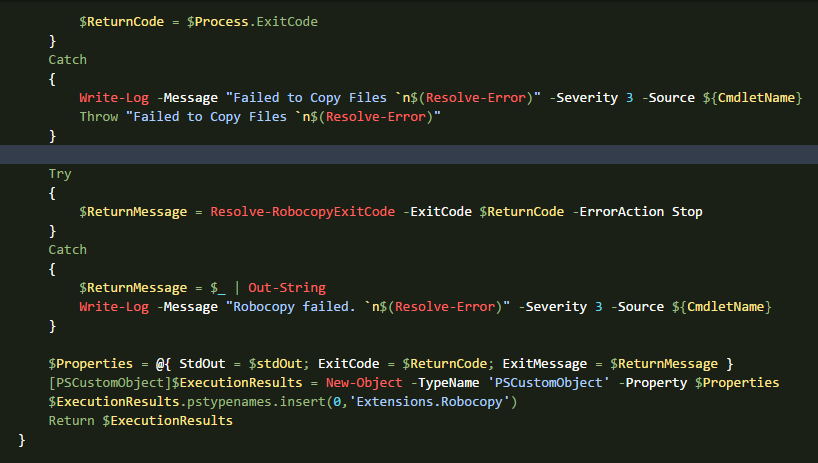 $ReturnCode = $Process.ExitCode
}
Catch
{
Write-Log -Message "Failed to Copy Files `n$(Resolve-Error)" -Severity 3 -Source ${CmdletName}
Throw "Failed to Copy Files `n$(Resolve-Error)"
}
Try
{
$ReturnMessage = Resolve-RobocopyExitCode -ExitCode $ReturnCode -ErrorAction Stop
}
Catch
{
$ReturnMessage = $_ | Out-String
Write-Log -Message "Robocopy failed. `n$(Resolve-Error)" -Severity 3 -Source ${CmdletName}
}
$Properties = @{ StdOut = $stdOut; ExitCode = $ReturnCode; ExitMessage = $ReturnMessage }
[PSCustomObject]$ExecutionResults = New-Object -TypeName 'PSCustomObject' -Property $Properties
$ExecutionResults.pstypenames.insert(0,'Extensions.Robocopy')
Return $ExecutionResults
}